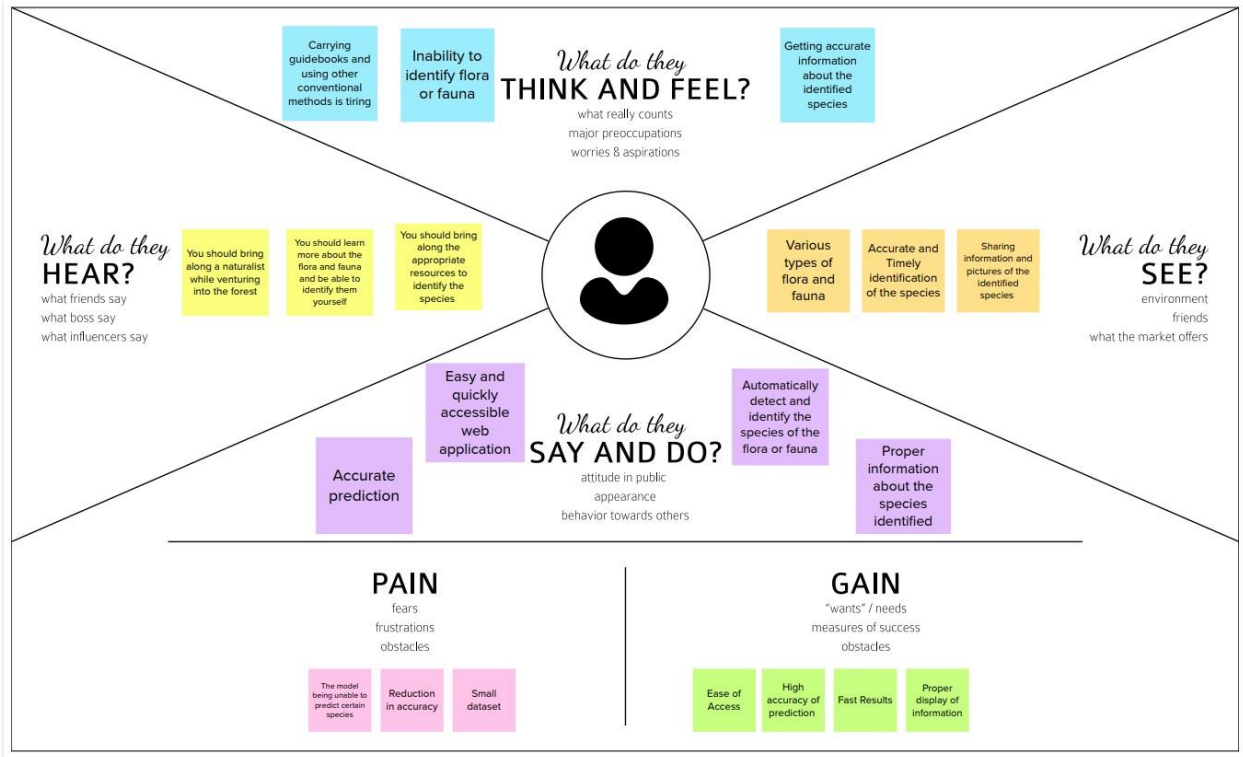 Carrying
guidebooks and
using other
conventional
methods is tiring
Inability to
identify flora
or fauna
What do they
THINK AND FEEL?
what really counts
major preoccupations
worries & aspirations
Getting accurate
information
about the
identified
species
What do they
HEAR?
what friends say
what boss say
what influencers say
You should bring
along a naturalist
while venturing
into the forest
You should learn
more about the
flora and fauna
and be able to
identify them
yourself
You should bring
along the
appropriate
resources to
identify the
species
Various
types of
flora and
fauna
Accurate and
Timely
identification
of the species
Sharing
information and
pictures of the
identified
species
What do they
SEE?
environment
friends
what the market offers
Easy and
quickly
accessible
web
application
Accurate
prediction
What do they
SAY AND DO?
attitude in public
appearance
behavior towards others
Automatically
detect and
identify the
species of the
flora or fauna
Proper
information
about the
species
identified
PAIN
fears
frustrations
obstacles
The model
being unable to
predict certain
species
Reduction
in accuracy
Small
dataset
GAIN
"wants" / needs
measures of success
obstacles
Ease of
Access
High
accuracy of
prediction
Fast Results
Proper
display of
information